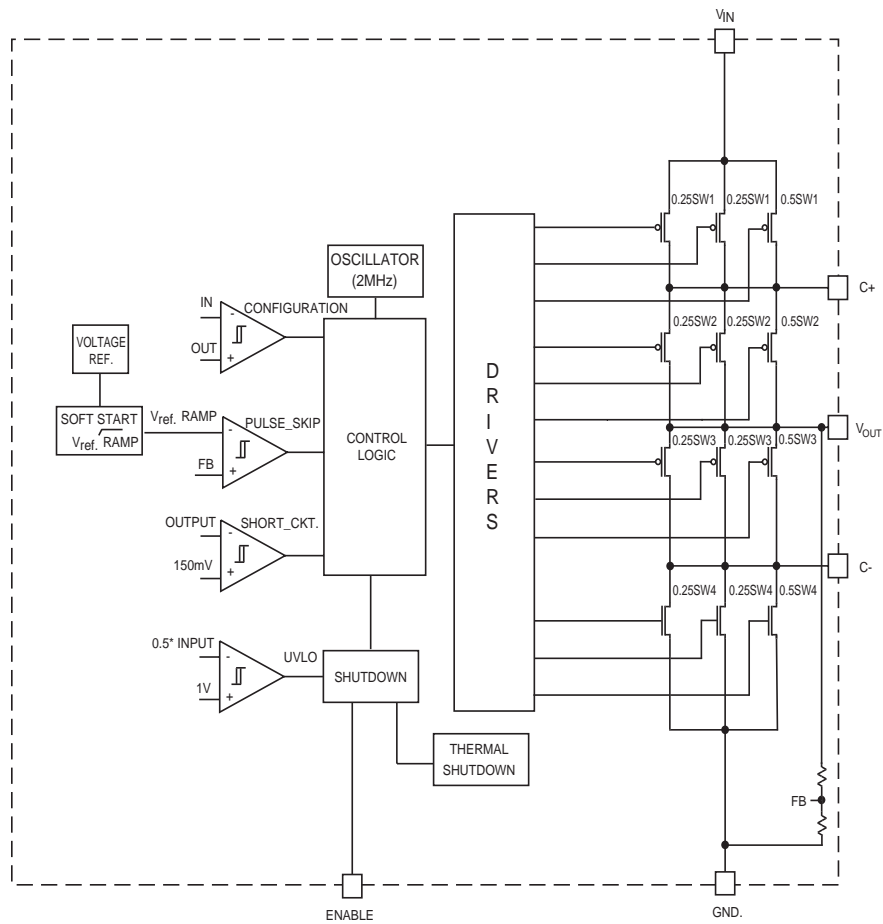 VIN
0.25SW1 0.25SW1 0.5SW1
OSCILLATOR
(2MHz)
C+
IN
CONFIGURATION
0.25SW2 0.25SW2 0.5SW2
VOLTAGE
REF.
OUT
DRIVERS
SOFT START
Vref. RAMP
Vref. RAMP
PULSE_SKIP
VOUT
CONTROL
LOGIC
0.25SW3 0.25SW3 0.5SW3
FB
OUTPUT
SHORT_CKT.
150mV
C-
0.25SW4 0.25SW4 0.5SW4
0.5* INPUT
UVLO
SHUTDOWN
1V
THERMAL
SHUTDOWN
FB
ENABLE
GND.
- + - + - + - +